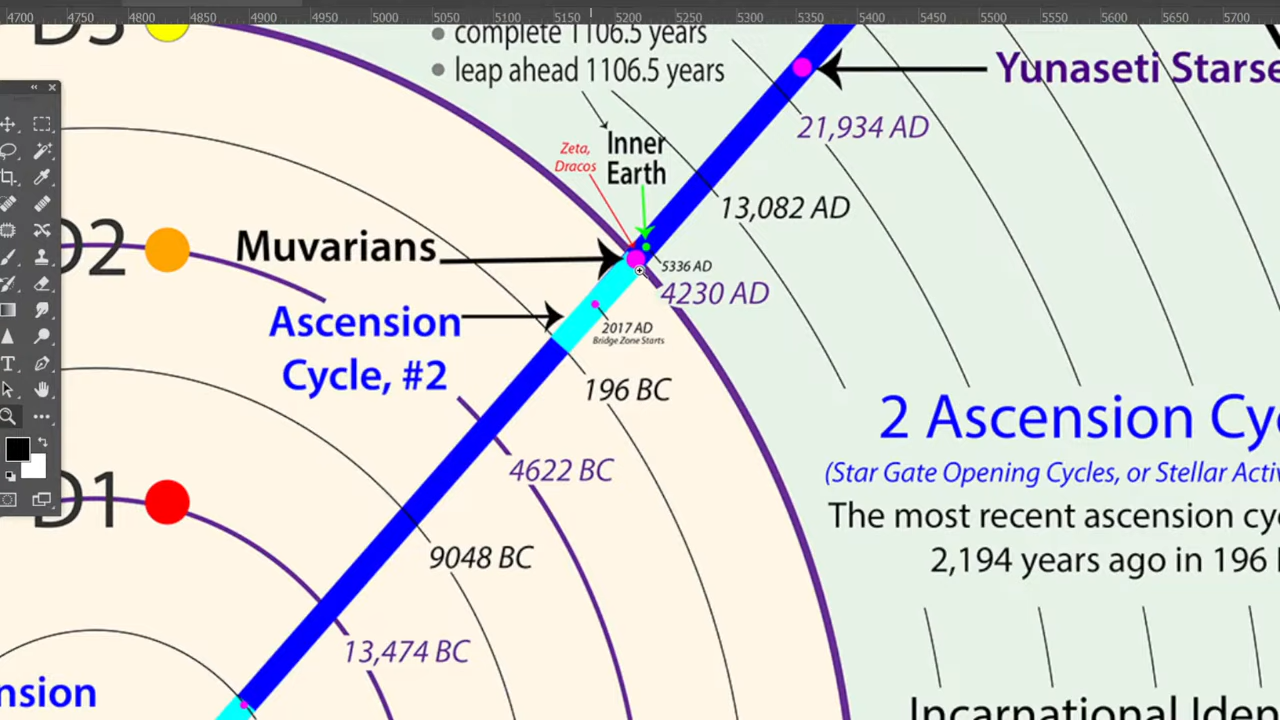 4700 4800 4850 4900 4950 5000 5050 5100 5150 5200 5250 5300 5350 5400 5450 5500 5550 5600 5650 5700
D3
complete 1106.5 years
leap ahead 1106.5 years
Yunaseti Starse
21,934 AD
Zeta,
Dracos
Inner
Earth
13,082 AD
D2
Muvarians
5336 AD
4230 AD
Ascension
Cycle, #2
2017 AD
Bridge Zone Starts
196 BC
2 Ascension Cyc
(Star Gate Opening Cycles, or Stellar Activ
4622 BC
D1
The most recent ascension cyc
2,194 years ago in 196 B
9048 BC
13,474 BC
nsion
Incarnational Iden